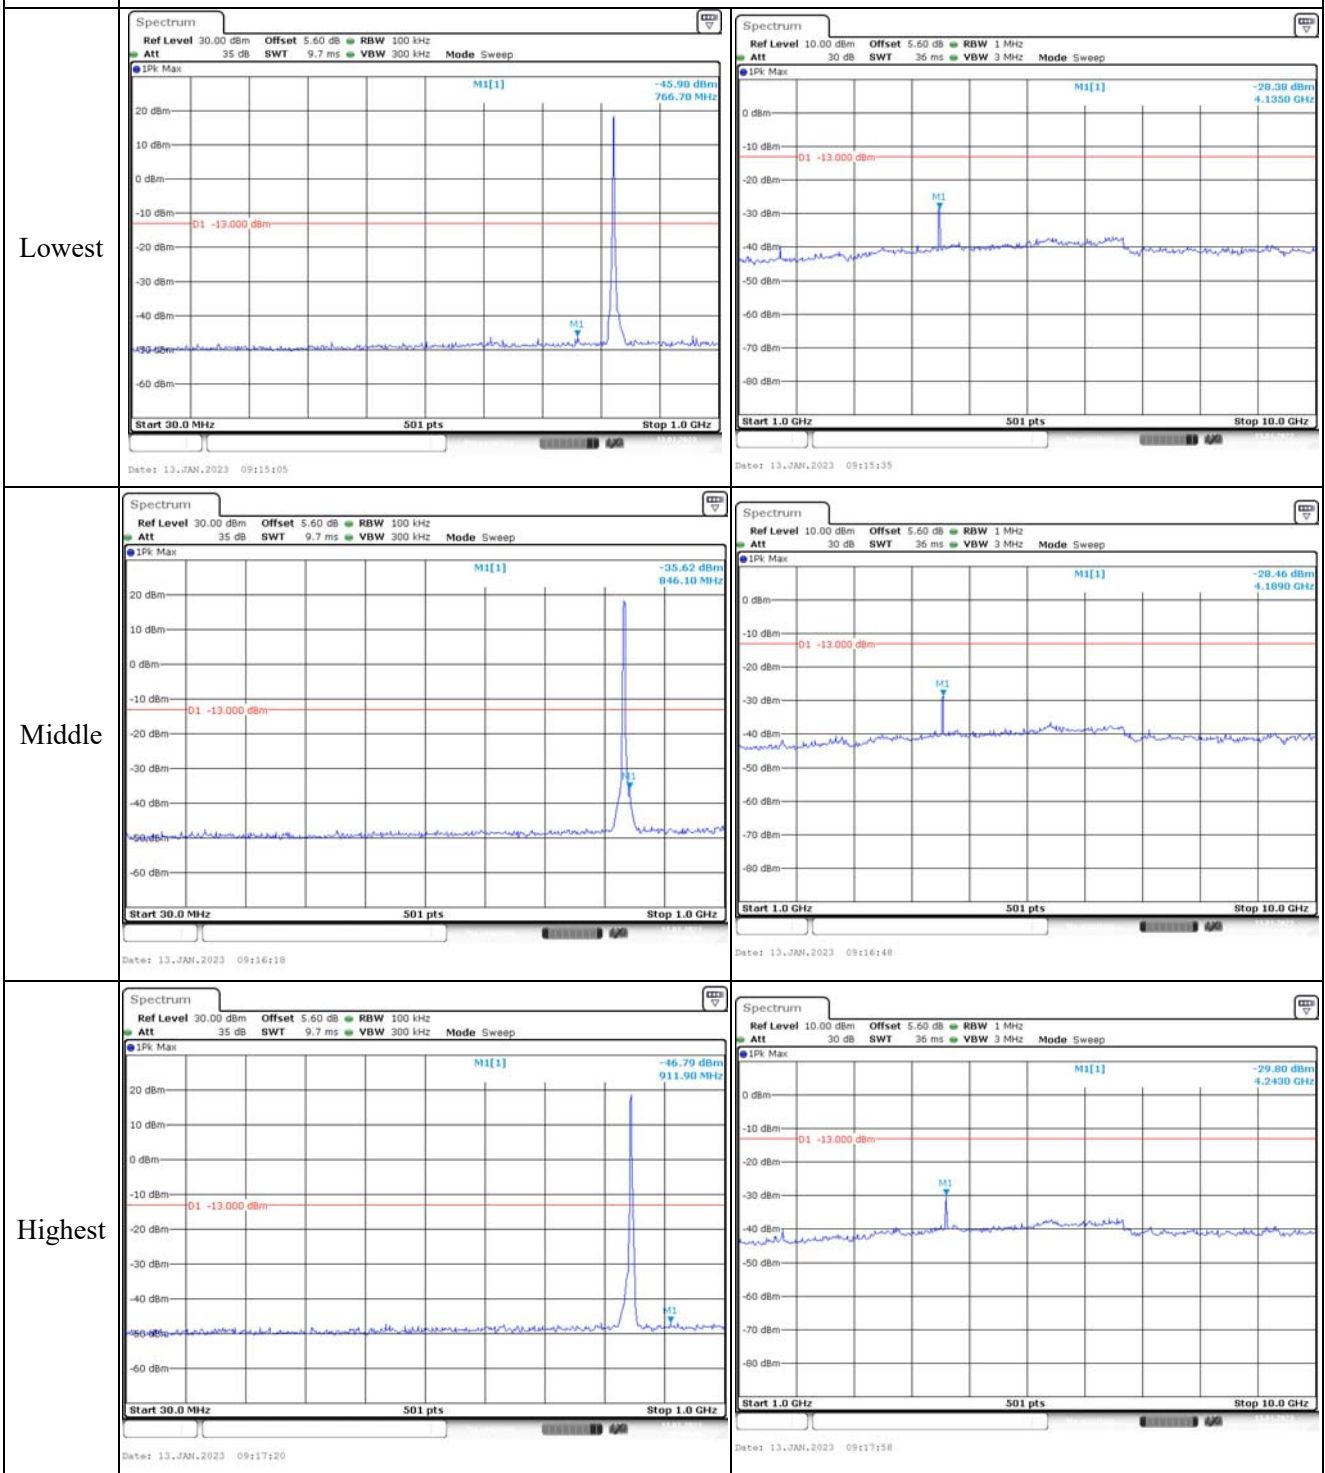 Lowest
Spectrum
Ref Level 30.00 dBm Offset 5.60 dB RBW 100 kHz
Att 35 dB SWT 9.7 ms VBW 300 kHz Mode Sweep
1Pk Max
M1[1] -45.90 dBm
766.70 MHz
20 dBm
10 dBm
0 dBm
-10 dBm
D1 -13.000 dBm
-20 dBm
-30 dBm
-40 dBm
M1
-50 dBm
-60 dBm
Start 30.0 MHz 501 pts Stop 1.0 GHz
Date: 13.JAN.2023 09:15:05
Spectrum
Ref Level 10.00 dBm Offset 5.60 dB RBW 1 MHz
Att 30 dB SWT 36 ms VBW 3 MHz Mode Sweep
1Pk Max
M1[1] -28.38 dBm
4.1350 GHz
0 dBm
-10 dBm
D1 -13.000 dBm
-20 dBm
M1
-30 dBm
-40 dBm
-50 dBm
-60 dBm
-70 dBm
-80 dBm
Start 1.0 GHz 501 pts Stop 10.0 GHz
Date: 13.JAN.2023 09:15:35
Middle
Spectrum
Ref Level 30.00 dBm Offset 5.60 dB RBW 100 kHz
Att 35 dB SWT 9.7 ms VBW 300 kHz Mode Sweep
1Pk Max
M1[1] -35.62 dBm
846.10 MHz
20 dBm
10 dBm
0 dBm
-10 dBm
D1 -13.000 dBm
-20 dBm
-30 dBm
M1
-40 dBm
-50 dBm
-60 dBm
Start 30.0 MHz 501 pts Stop 1.0 GHz
Date: 13.JAN.2023 09:16:18
Spectrum
Ref Level 10.00 dBm Offset 5.60 dB RBW 1 MHz
Att 30 dB SWT 36 ms VBW 3 MHz Mode Sweep
1Pk Max
M1[1] -28.46 dBm
4.1890 GHz
0 dBm
-10 dBm
D1 -13.000 dBm
-20 dBm
M1
-30 dBm
-40 dBm
-50 dBm
-60 dBm
-70 dBm
-80 dBm
Start 1.0 GHz 501 pts Stop 10.0 GHz
Date: 13.JAN.2023 09:16:48
Highest
Spectrum
Ref Level 30.00 dBm Offset 5.60 dB RBW 100 kHz
Att 35 dB SWT 9.7 ms VBW 300 kHz Mode Sweep
1Pk Max
M1[1] -46.79 dBm
911.90 MHz
20 dBm
10 dBm
0 dBm
-10 dBm
D1 -13.000 dBm
-20 dBm
-30 dBm
-40 dBm
M1
-50 dBm
-60 dBm
Start 30.0 MHz 501 pts Stop 1.0 GHz
Date: 13.JAN.2023 09:17:20
Spectrum
Ref Level 10.00 dBm Offset 5.60 dB RBW 1 MHz
Att 30 dB SWT 36 ms VBW 3 MHz Mode Sweep
1Pk Max
M1[1] -29.80 dBm
4.2430 GHz
0 dBm
-10 dBm
D1 -13.000 dBm
-20 dBm
M1
-30 dBm
-40 dBm
-50 dBm
-60 dBm
-70 dBm
-80 dBm
Start 1.0 GHz 501 pts Stop 10.0 GHz
Date: 13.JAN.2023 09:17:58